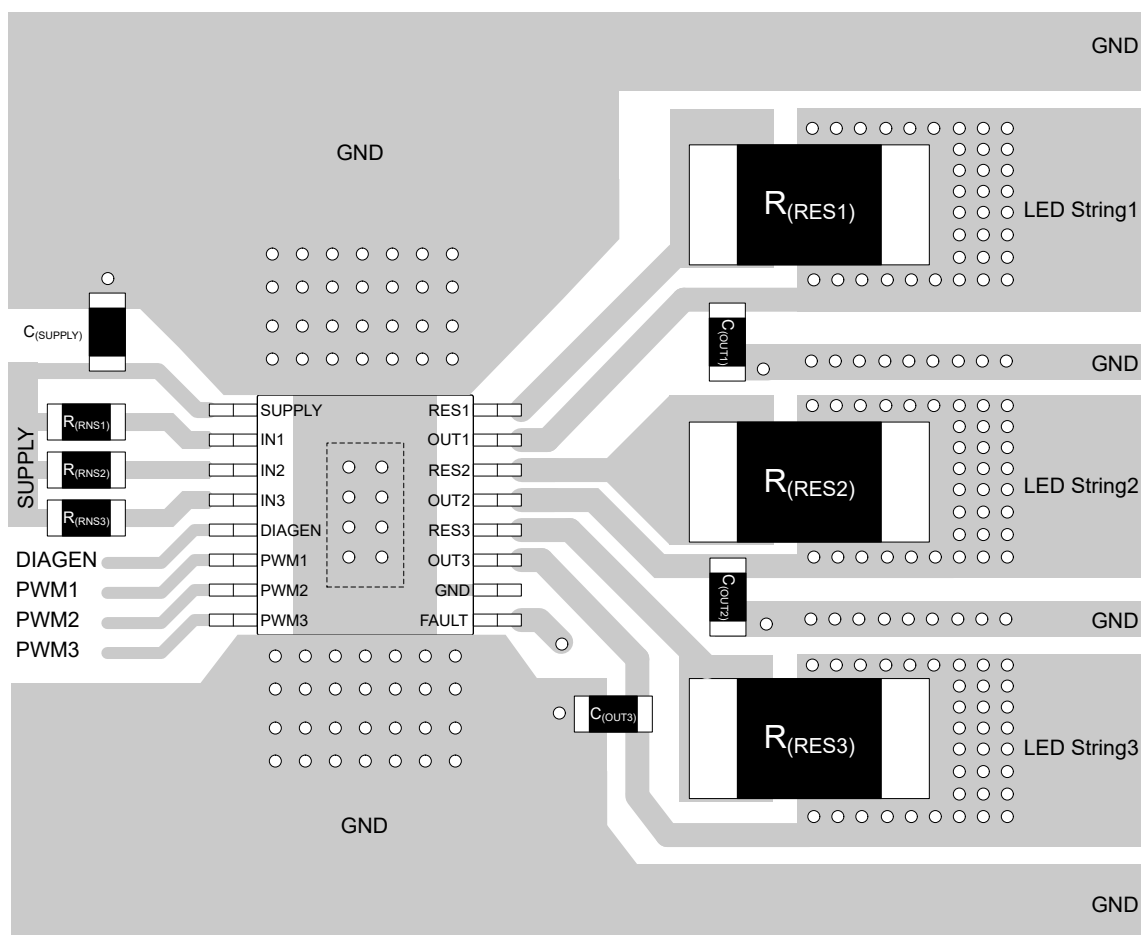 GND
GND
R(RES1)
LED String1
C(SUPPLY)
C(OUT1)
GND
SUPPLY
R(RNS1)
R(RNS2)
R(RNS3)
SUPPLY
IN1
IN2
IN3
DIAGEN
PWM1
PWM2
PWM3
RES1
OUT1
RES2
OUT2
RES3
OUT3
GND
FAULT
R(RES2)
LED String2
DIAGEN
PWM1
PWM2
PWM3
C(OUT2)
GND
C(OUT3)
R(RES3)
LED String3
GND
GND